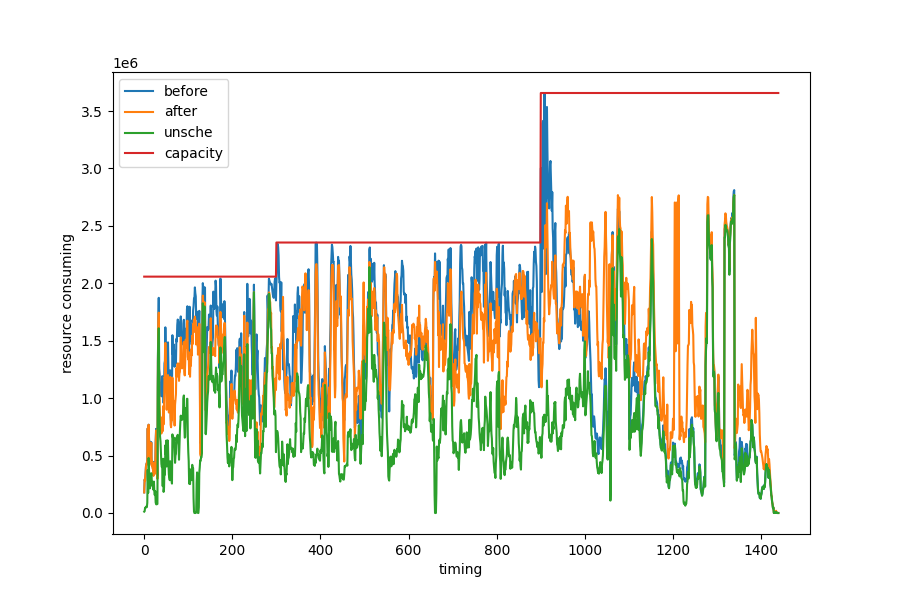 1e6
before
after
unsche
capacity
3.5
3.0
2.5
2.0
1.5
1.0
0.5
0.0
resource consuming
0 200 400 600 800 1000 1200 1400
timing